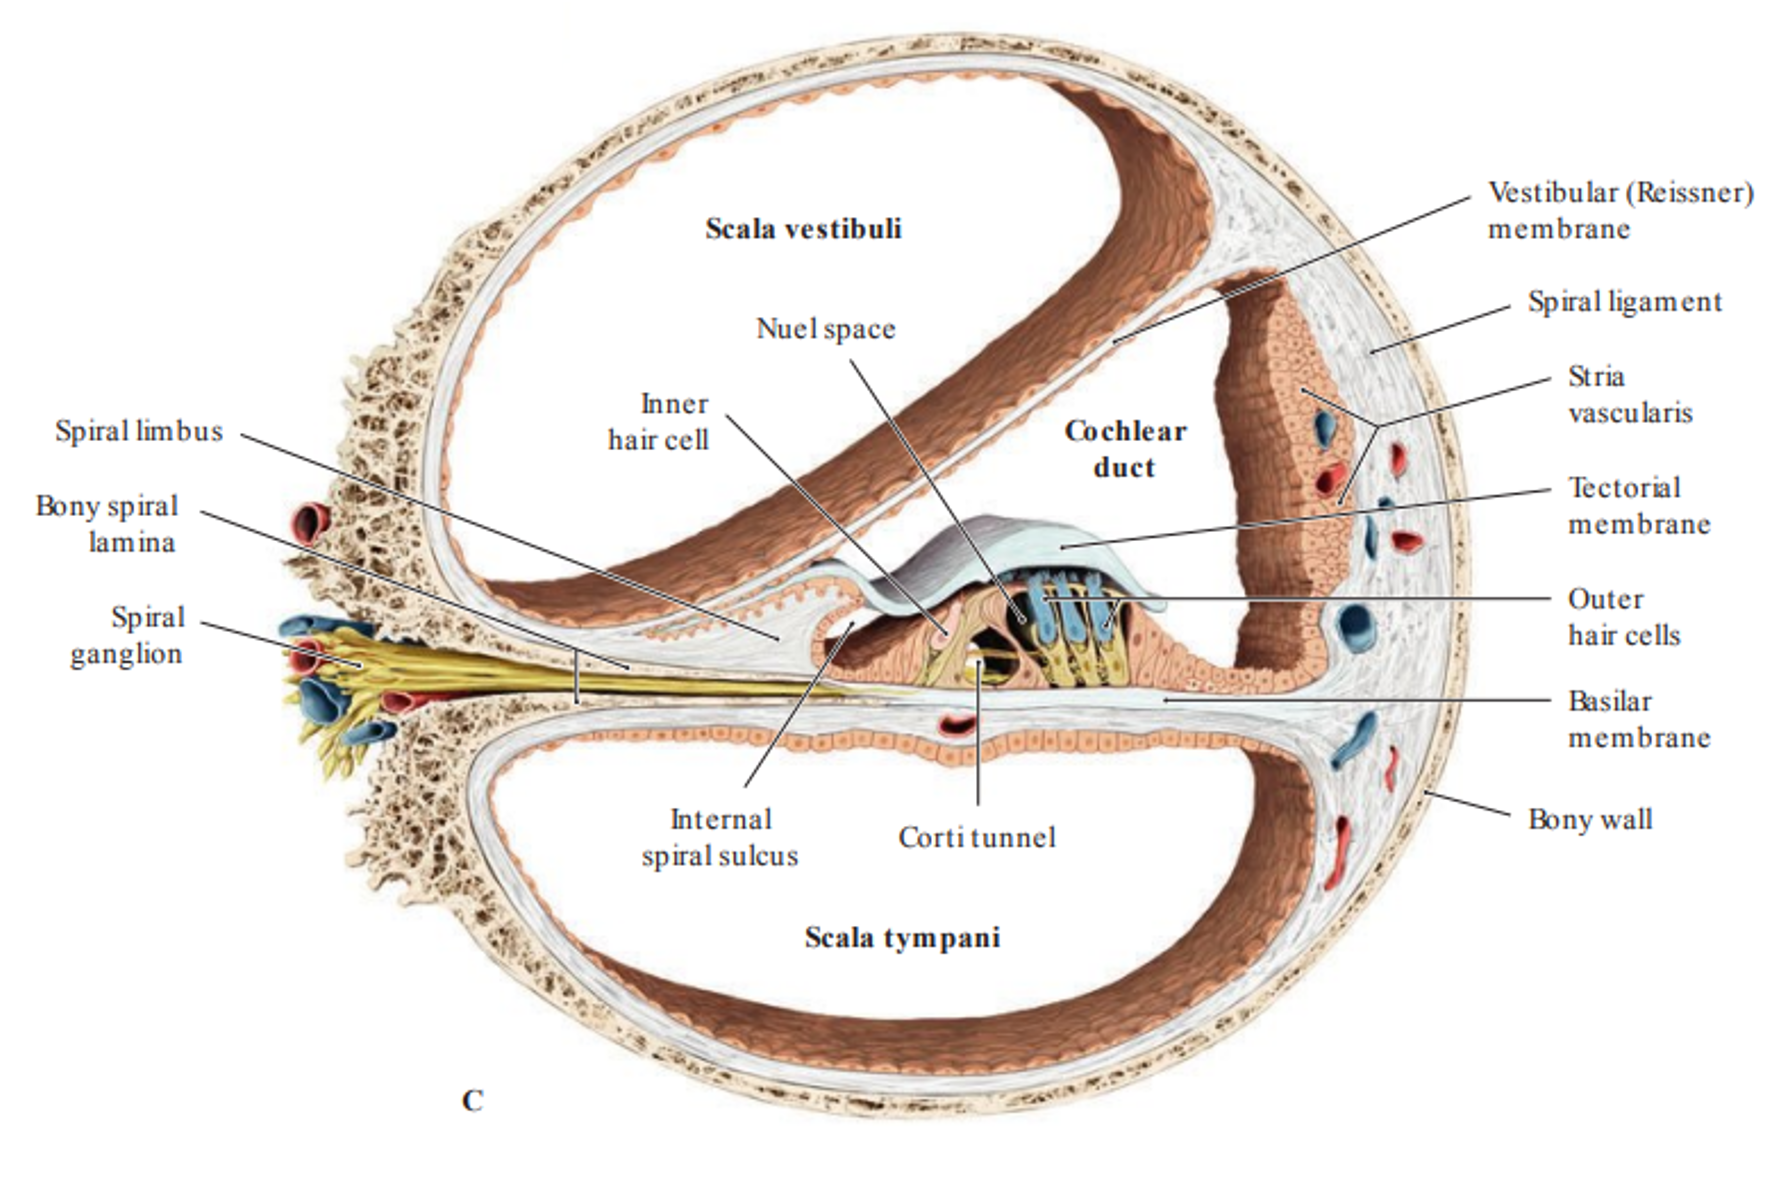 Scala vestibuli
Vestibular (Reissner)
membrane
Spiral ligament
Nuel space
Stria
vascularis
Inner
hair cell
Spiral limbus
Cochlear
duct
Bony spiral
lamina
Tectorial
membrane
Spiral
ganglion
Outer
hair cells
Basilar
membrane
Internal
spiral sulcus
Corti tunnel
Bony wall
Scala tympani
C